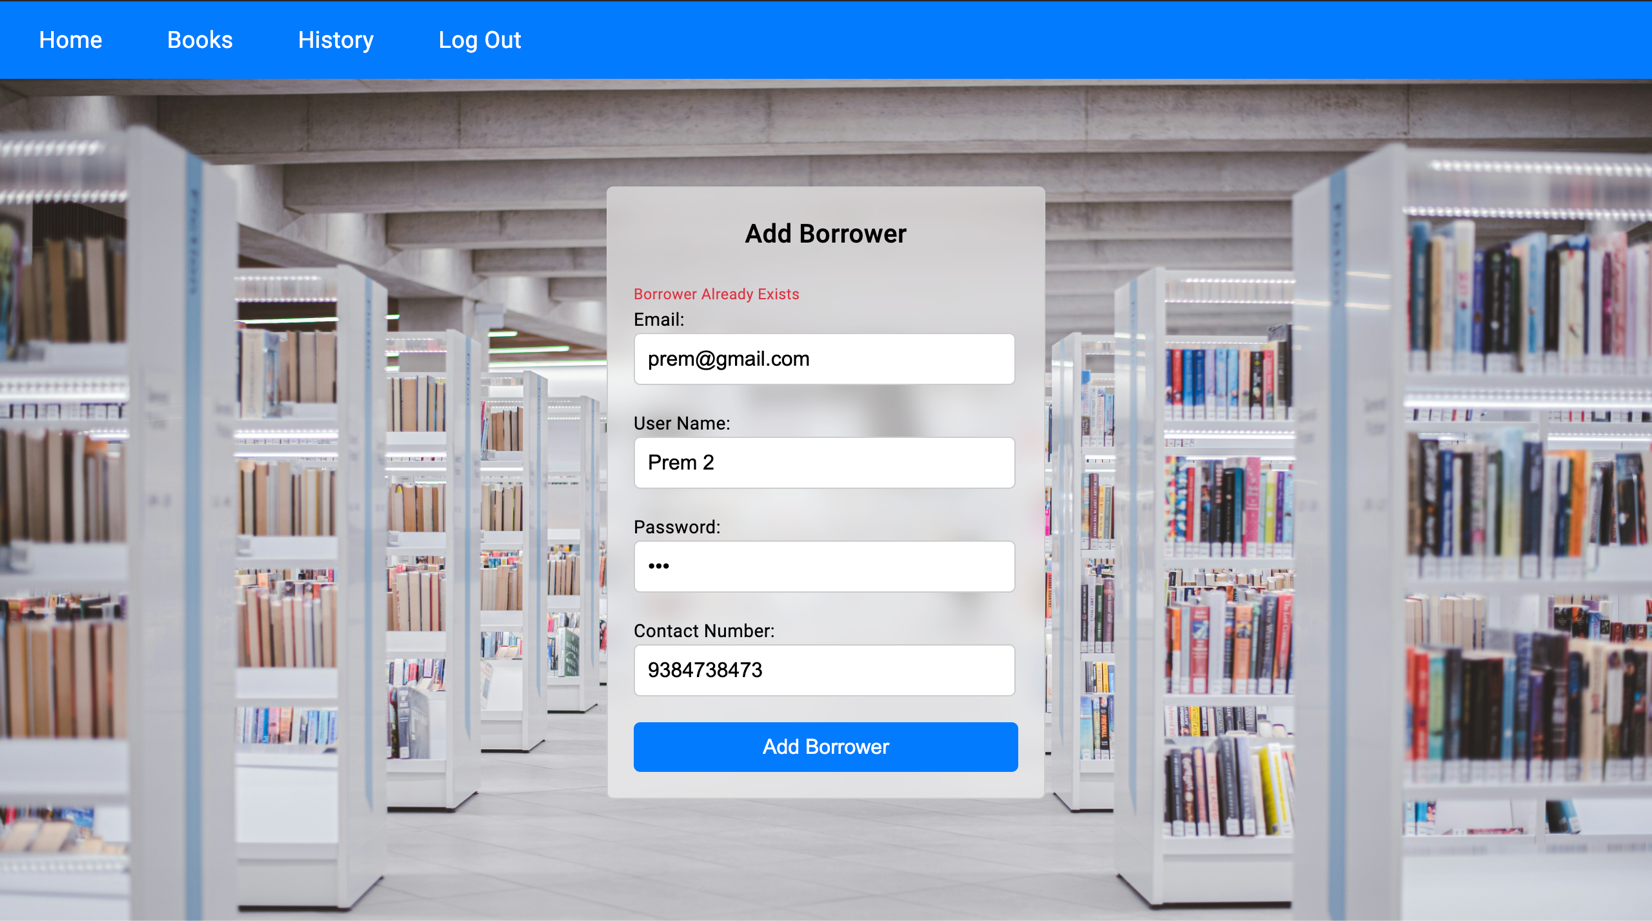 Home Books History Log Out
Add Borrower
Borrower Already Exists
Email:
prem@gmail.com
User Name:
Prem 2
Password:
•••
Contact Number:
9384738473
Add Borrower